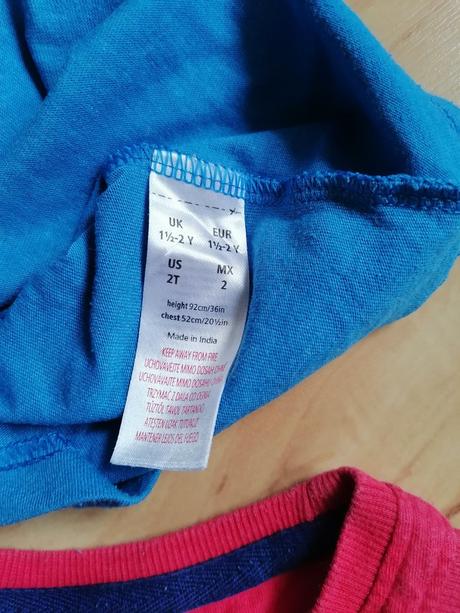 UK EUR
1½-2 Y 1½-2 Y
US MX
2T 2
height 92cm/36in
chest 52cm/20½in
Made in India
KEEP AWAY FROM FIRE
UCHOVÁVEJTE MIMO DOSAH OHNĚ
UCHOVÁVAJTE MIMO DOSAHU OHŇA
TRZYMAĆ Z DALA OD OGNIA
TŰZTŐL TÁVOL TARTANDÓ
ATEŞTEN UZAK TUTUNUZ
MANTENER LEJOS DEL FUEGO